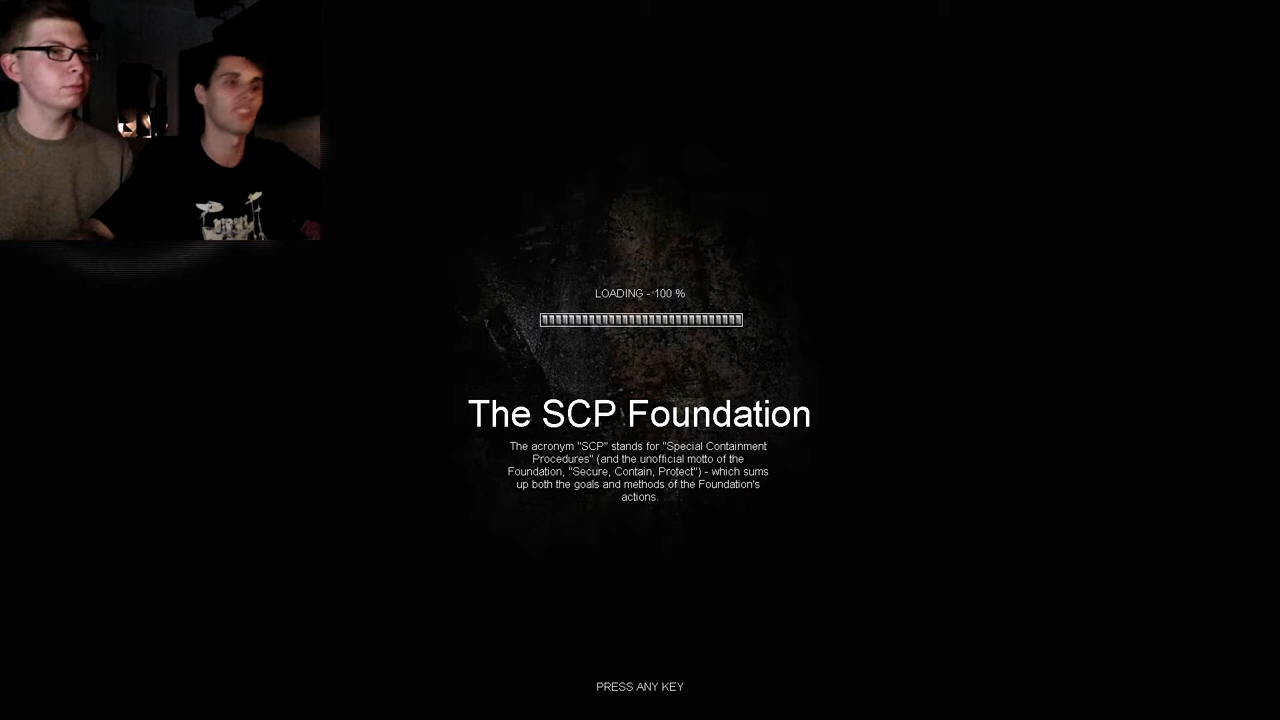 LOADING - 100 %
The SCP Foundation
The acronym "SCP" stands for "Special Containment
Procedures" (and the unofficial motto of the
Foundation, "Secure, Contain, Protect") - which sums
up both the goals and methods of the Foundation's
actions.
PRESS ANY KEY